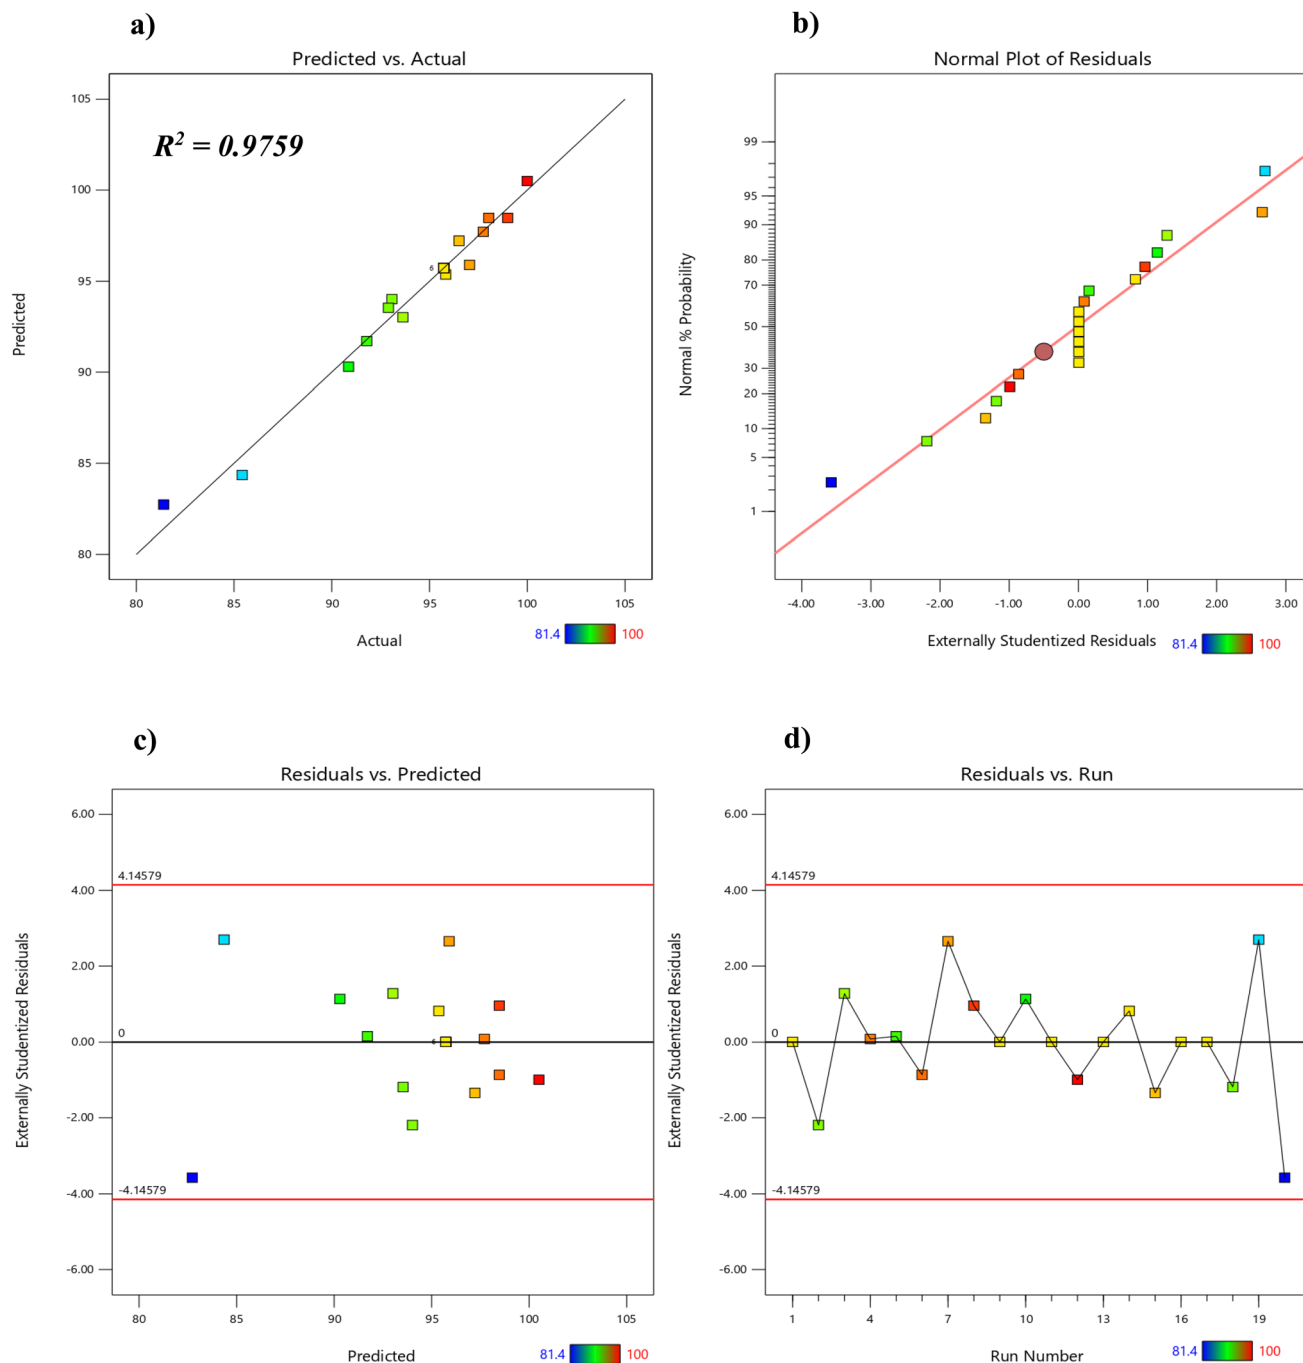 a)
Predicted vs. Actual
R² = 0.9759
105
100
95
90
85
80
6
Predicted
80 85 90 95 100 105
Actual
81.4 100
b)
Normal Plot of Residuals
99
95
90
80
70
50
30
20
10
5
1
Normal % Probability
-4.00 -3.00 -2.00 -1.00 0.00 1.00 2.00 3.00
Externally Studentized Residuals
81.4 100
c)
Residuals vs. Predicted
6.00
4.00
2.00
0.00
-2.00
-4.00
-6.00
4.14579
0
6
-4.14579
Externally Studentized Residuals
80 85 90 95 100 105
Predicted
81.4 100
d)
Residuals vs. Run
6.00
4.00
2.00
0.00
-2.00
-4.00
-6.00
4.14579
0
-4.14579
Externally Studentized Residuals
1 4 7 10 13 16 19
Run Number
81.4 100